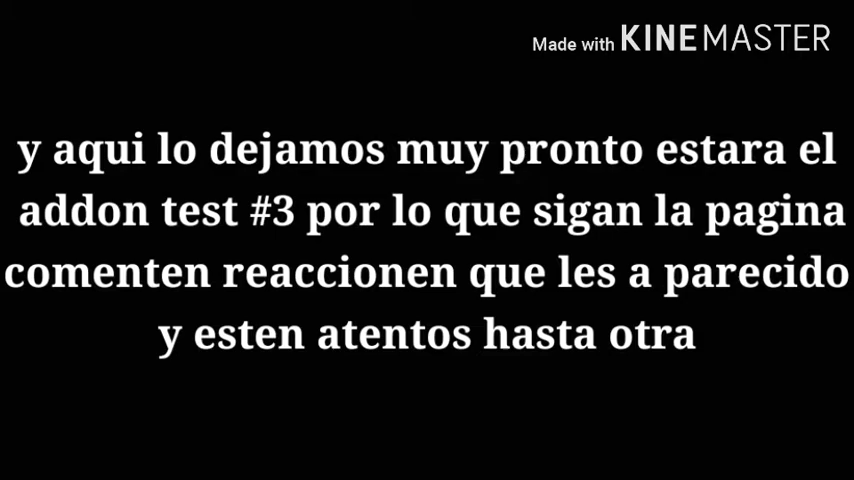 Made with KINEMASTER
y aqui lo dejamos muy pronto estara el
addon test #3 por lo que sigan la pagina
comenten reaccionen que les a parecido
y esten atentos hasta otra